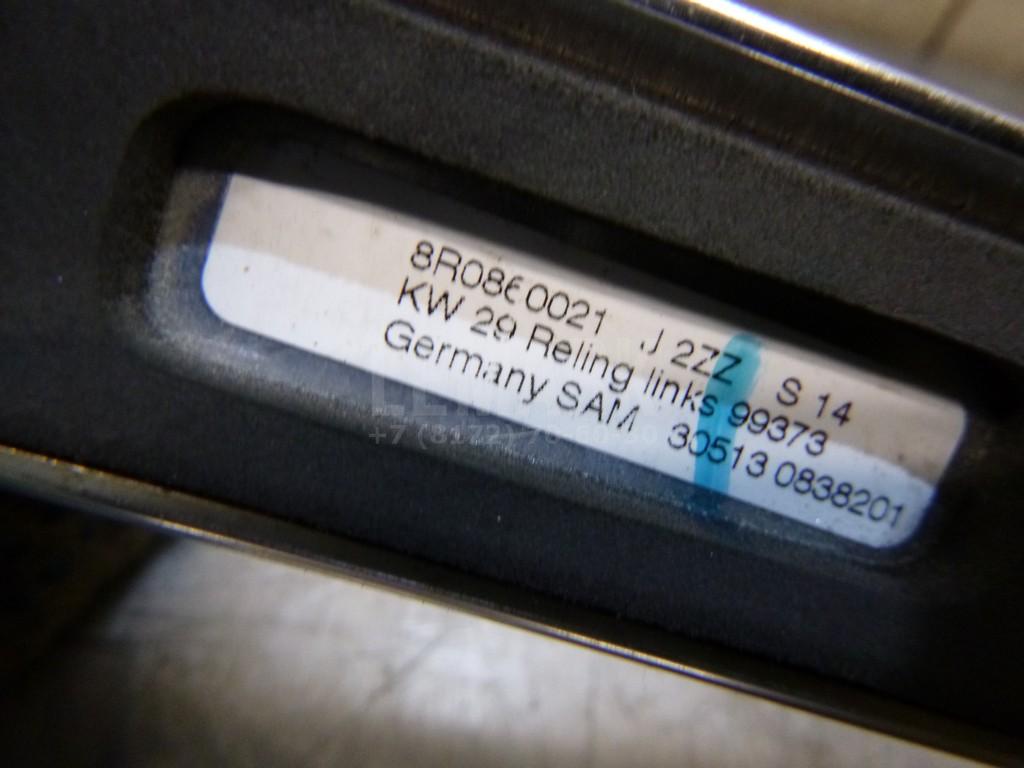 8R0860021 J 2ZZ S 14
KW 29 Reling links 99373
Germany SAM 30513 0838201